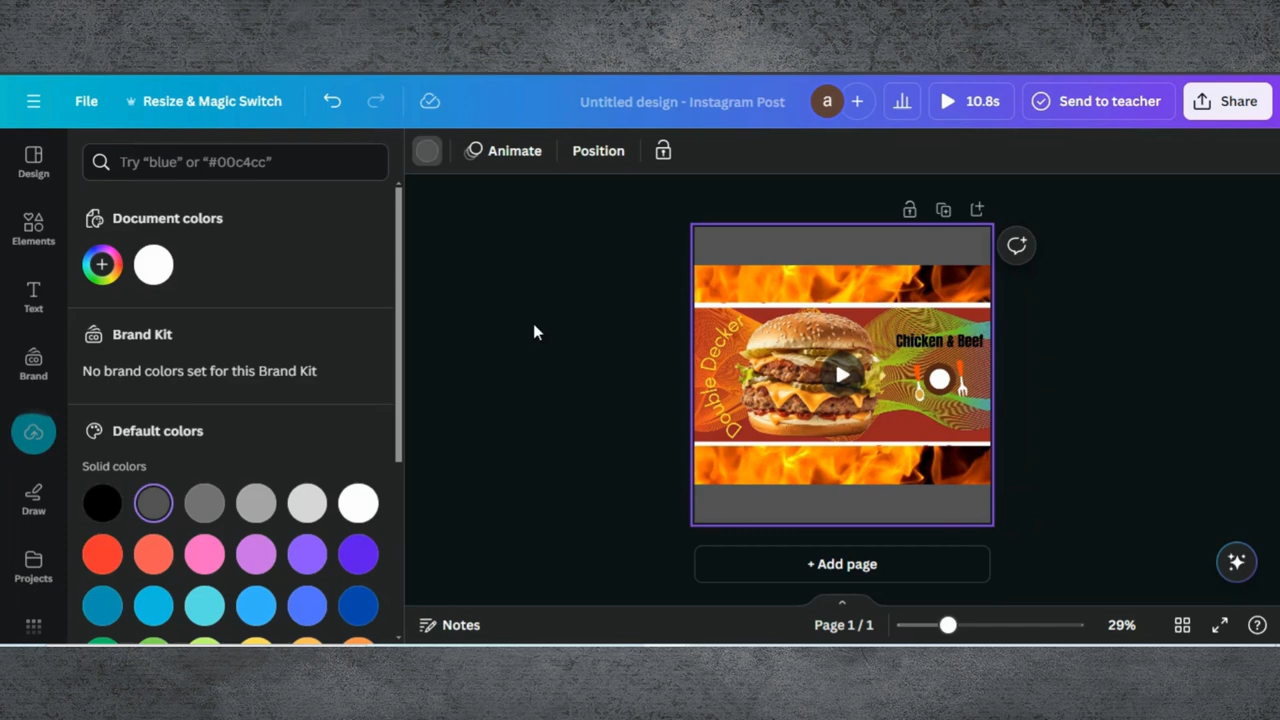 File
Resize & Magic Switch
Untitled design - Instagram Post
a
10.8s
Send to teacher
Share
Design
Elements
Text
Brand
Draw
Projects
Try “blue” or “#00c4cc”
Document colors
Brand Kit
No brand colors set for this Brand Kit
Default colors
Solid colors
Animate
Position
Double Decker
Chicken & Beef
+ Add page
Notes
Page 1 / 1
29%